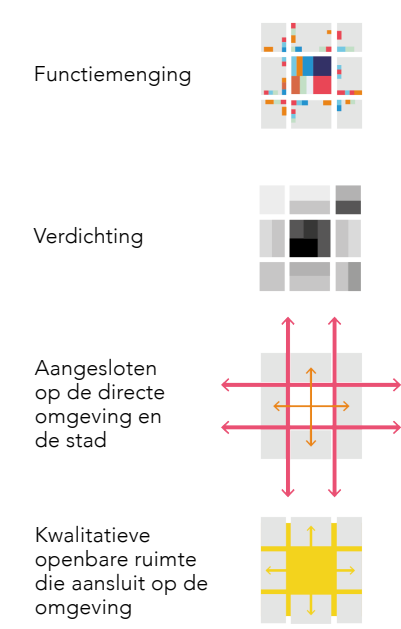 Functiemenging
Verdichting
Aangesloten
op de directe
omgeving en
de stad
Kwalitatieve
openbare ruimte
die aansluit op de
omgeving